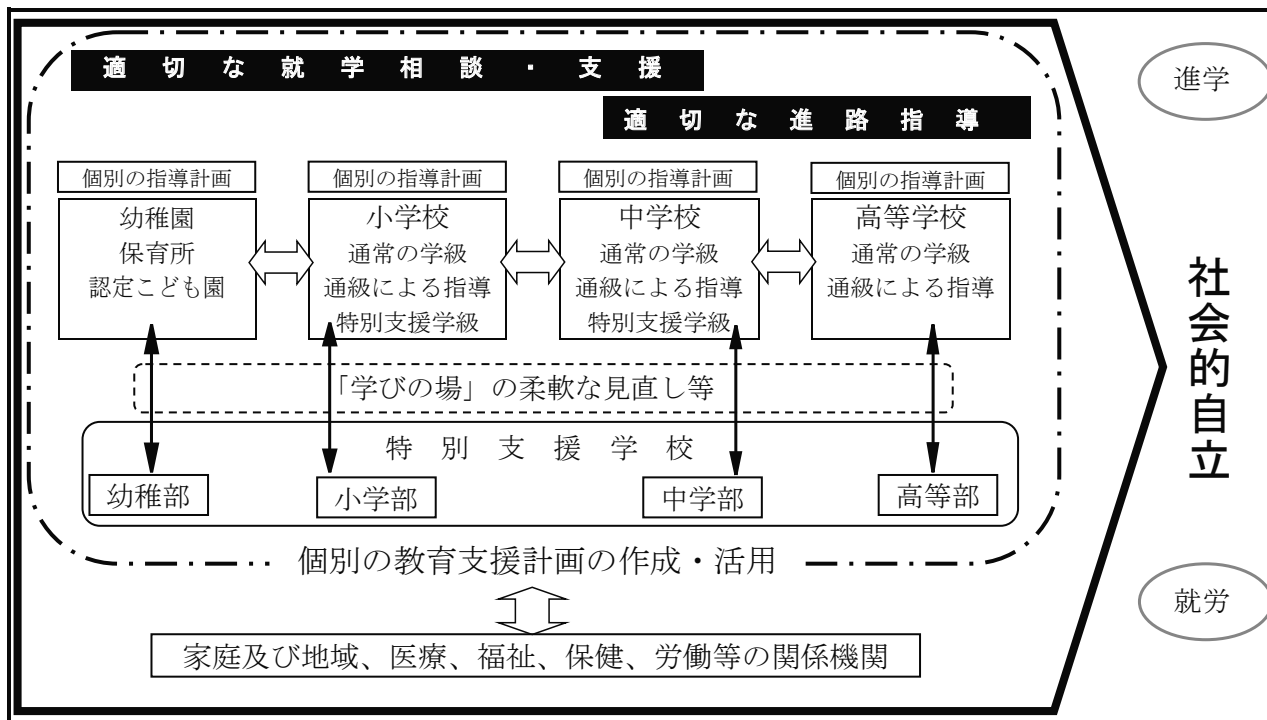 適切な就学相談・支援
適切な進路指導
進学
個別の指導計画
個別の指導計画
個別の指導計画
個別の指導計画
幼稚園
保育所
認定こども園
小学校
通常の学級
通級による指導
特別支援学級
中学校
通常の学級
通級による指導
特別支援学級
高等学校
通常の学級
通級による指導
社会的自立
「学びの場」の柔軟な見直し等
特別支援学校
幼稚部
小学部
中学部
高等部
個別の教育支援計画の作成・活用
就労
家庭及び地域、医療、福祉、保健、労働等の関係機関